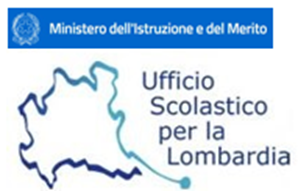 Ministero dell'Istruzione e del Merito
Ufficio
Scolastico
per la
Lombardia